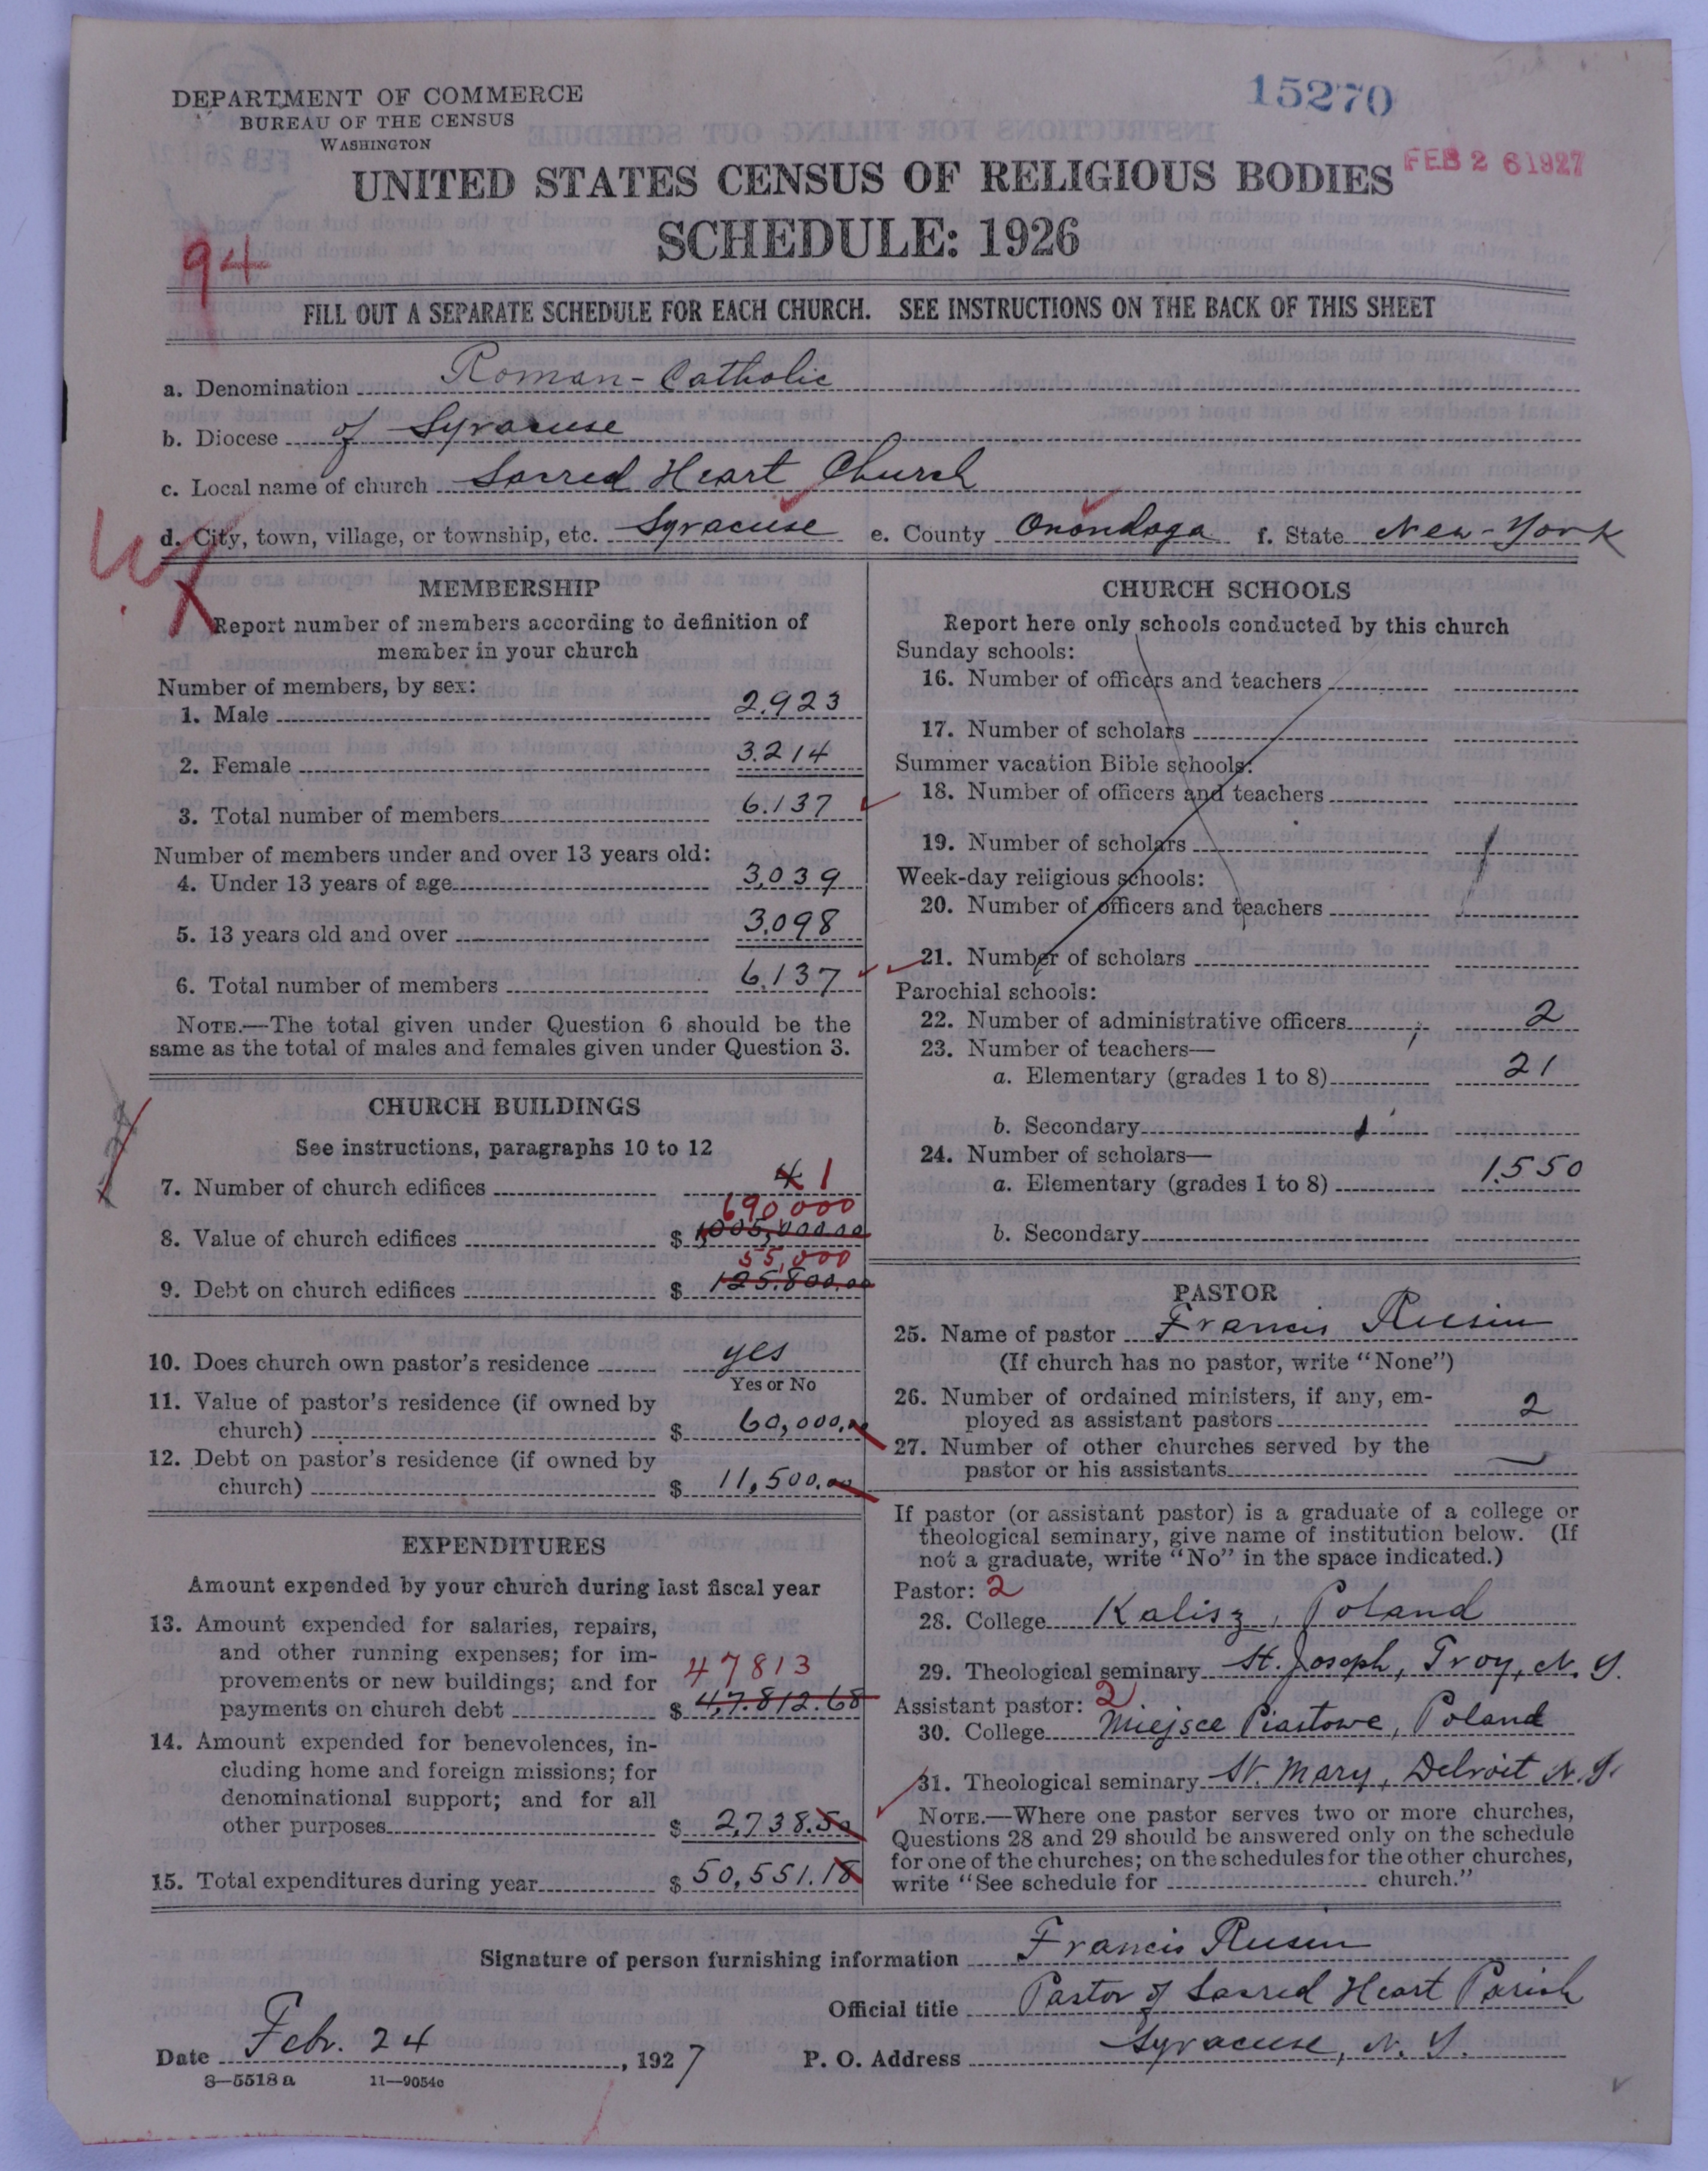 15270
DEPARTMENT OF COMMERCE
BUREAU OF THE CENSUS
WASHINGTON
FEB 26 1927
UNITED STATES CENSUS OF RELIGIOUS BODIES
SCHEDULE: 1926
94
FILL OUT A SEPARATE SCHEDULE FOR EACH CHURCH. SEE INSTRUCTIONS ON THE BACK OF THIS SHEET
a. Denomination Roman-Catholic
b. Diocese of Syracuse
c. Local name of church Sacred Heart Church
d. City, town, village, or township, etc. Syracuse e. County Onondaga f. State New-York
MEMBERSHIP
Report number of members according to definition of
member in your church
Number of members, by sex:
1. Male 2.923
2. Female 3.214
3. Total number of members 6.137
Number of members under and over 13 years old:
4. Under 13 years of age 3,039
5. 13 years old and over 3,098
6. Total number of members 6.137
NOTE.—The total given under Question 6 should be the
same as the total of males and females given under Question 3.
CHURCH BUILDINGS
See instructions, paragraphs 10 to 12
7. Number of church edifices 4 1
690,000
8. Value of church edifices $ 1,005,000.00
55,000
9. Debt on church edifices $ 125.800.00
10. Does church own pastor's residence yes
Yes or No
11. Value of pastor's residence (if owned by
church) $ 60,000.00
12. Debt on pastor's residence (if owned by
church) $ 11,500.00
EXPENDITURES
Amount expended by your church during last fiscal year
13. Amount expended for salaries, repairs,
and other running expenses; for im-
provements or new buildings; and for 47813
payments on church debt $ 47.812.68
14. Amount expended for benevolences, in-
cluding home and foreign missions; for
denominational support; and for all
other purposes $ 2,738.50
15. Total expenditures during year $ 50,551.18
CHURCH SCHOOLS
Report here only schools conducted by this church
Sunday schools:
16. Number of officers and teachers
17. Number of scholars
Summer vacation Bible schools:
18. Number of officers and teachers
19. Number of scholars
Week-day religious schools:
20. Number of officers and teachers
21. Number of scholars
Parochial schools:
22. Number of administrative officers 2
23. Number of teachers—
a. Elementary (grades 1 to 8) 21
b. Secondary
24. Number of scholars—
a. Elementary (grades 1 to 8) 1.550
b. Secondary
PASTOR
25. Name of pastor Francis Rusin
(If church has no pastor, write "None")
26. Number of ordained ministers, if any, em-
ployed as assistant pastors 2
27. Number of other churches served by the
pastor or his assistants —
If pastor (or assistant pastor) is a graduate of a college or
theological seminary, give name of institution below. (If
not a graduate, write "No" in the space indicated.)
Pastor: 2
28. College Kalisz, Poland
29. Theological seminary St. Joseph, Troy, N. Y.
Assistant pastor: 2
30. College Miejsce Piastowe, Poland
31. Theological seminary St. Mary, Detroit N. Y.
NOTE.—Where one pastor serves two or more churches,
Questions 28 and 29 should be answered only on the schedule
for one of the churches; on the schedules for the other churches,
write "See schedule for church."
Signature of person furnishing information Francis Rusin
Official title Pastor of Sacred Heart Parish
Date Febr. 24, 1927 P. O. Address Syracuse, N. Y.
8—5518a 11—9054c